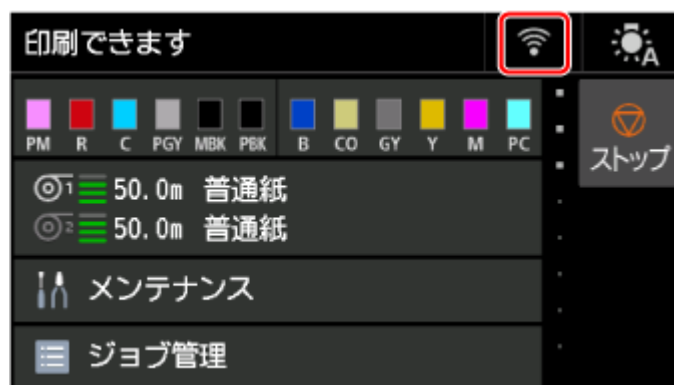 印刷できます
A
PM R C PGY MBK PBK B CO GY Y M PC
ストップ
1 50.0m 普通紙
2 50.0m 普通紙
メンテナンス
ジョブ管理